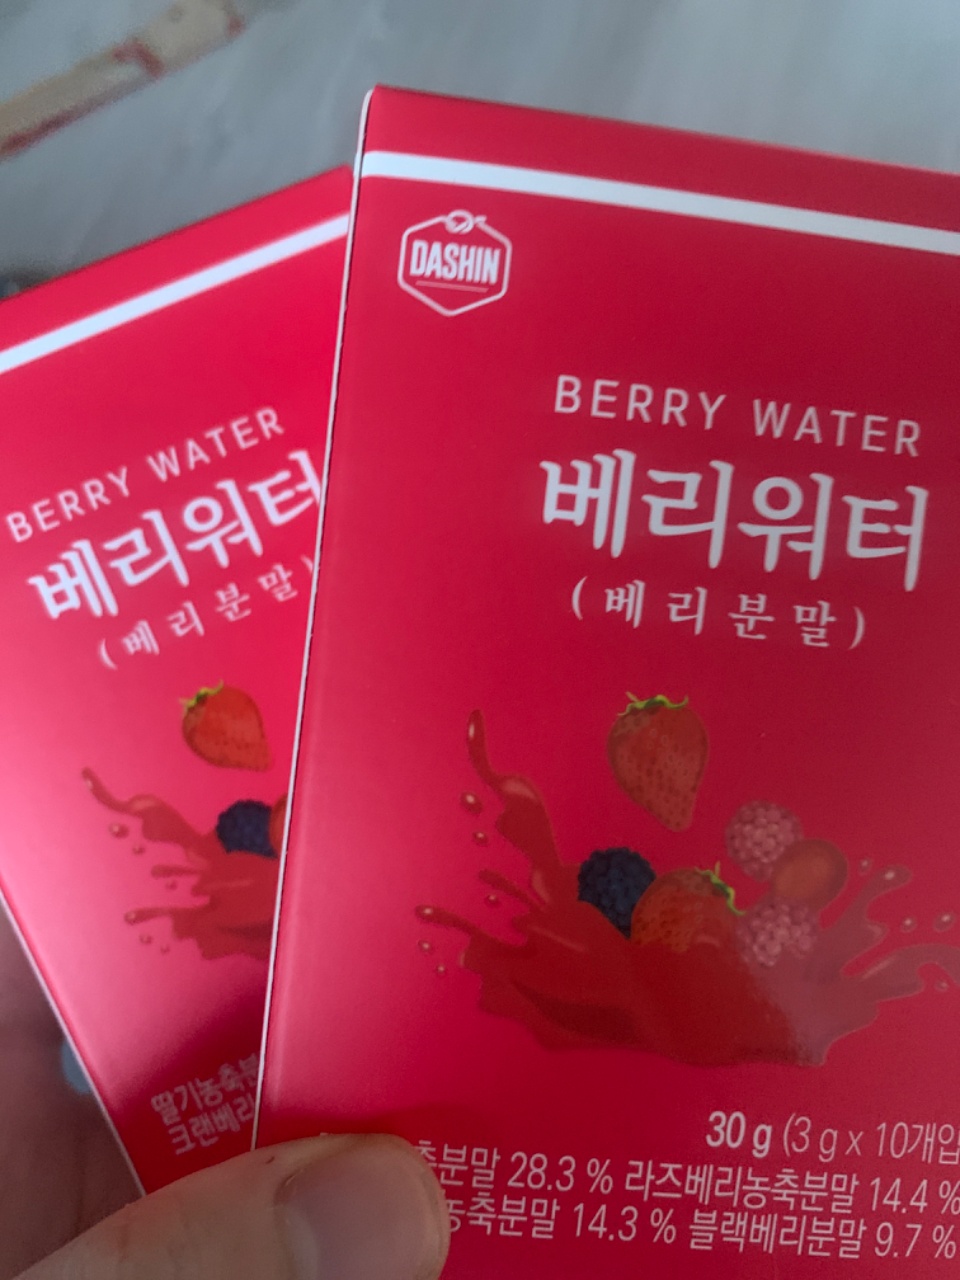 DASHIN
BERRY WATER
베리워터
(베리분말)
30 g (3 g x 10개입
축분말 28.3 % 라즈베리농축분말 14.4 %
농축분말 14.3 % 블랙베리분말 9.7 %
BERRY WATER
베리워터
(베리분말)
딸기농축분
크랜베리